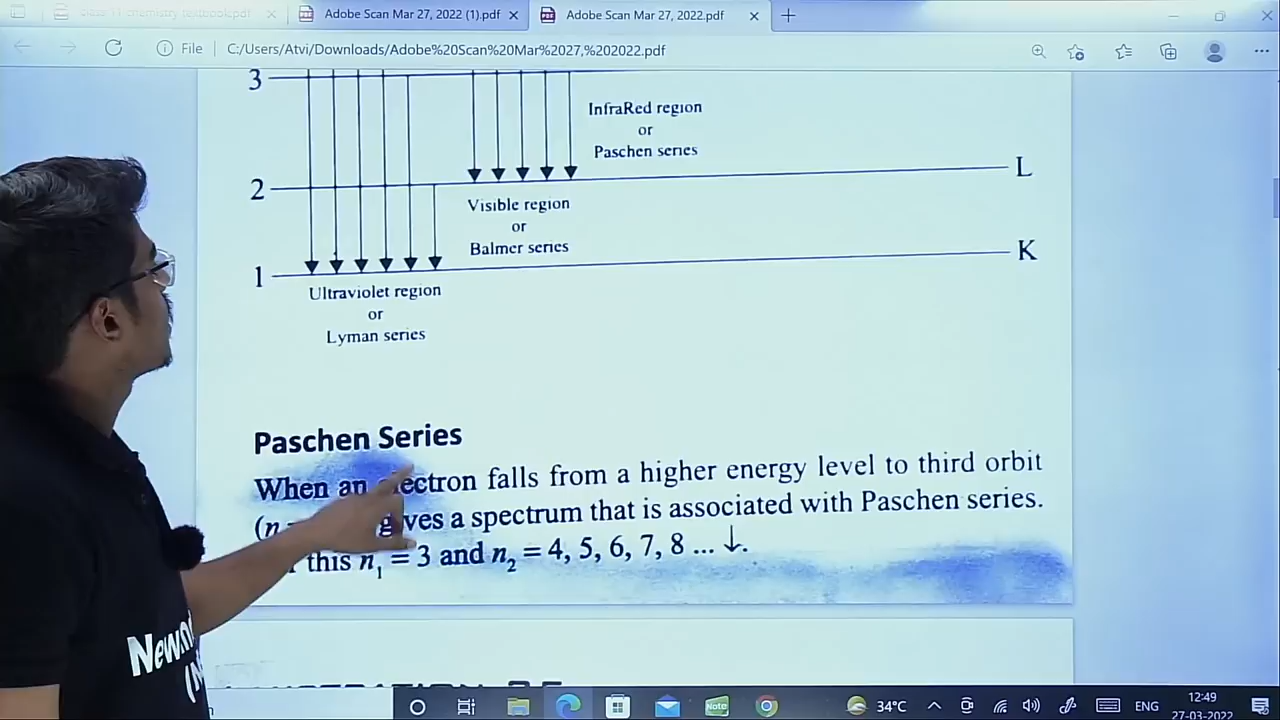 Adobe Scan Mar 27, 2022 (1).pdf
Adobe Scan Mar 27, 2022.pdf
File C:/Users/Atvi/Downloads/Adobe%20Scan%20Mar%2027,%202022.pdf
3
InfraRed region
or
Paschen series
2
L
Visible region
or
Balmer series
1
K
Ultraviolet region
or
Lyman series
Paschen Series
When an electron falls from a higher energy level to third orbit
(n gives a spectrum that is associated with Paschen series.
this n₁ = 3 and n₂ = 4, 5, 6, 7, 8 ... ↓.
34°C ENG 12:49
27-03-2022